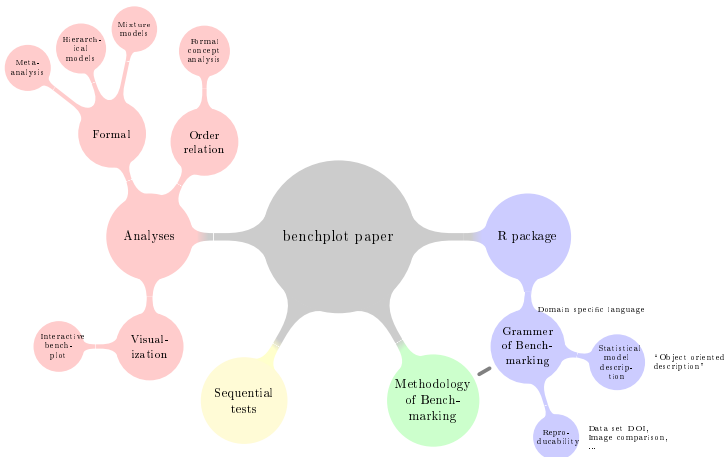 Mixture
models
Hierarch-
ical
models
Meta-
analysis
Formal
concept
analysis
Formal
Order
relation
Analyses
benchplot paper
R package
Interactive
bench-
plot
Visual-
ization
Domain specific language
Grammer
of Bench-
marking
Statistical
model
descrip-
tion
"Object oriented
description"
Sequential
tests
Methodology
of Bench-
marking
Repro-
ducability
Data set DOI,
Image comparison,
...